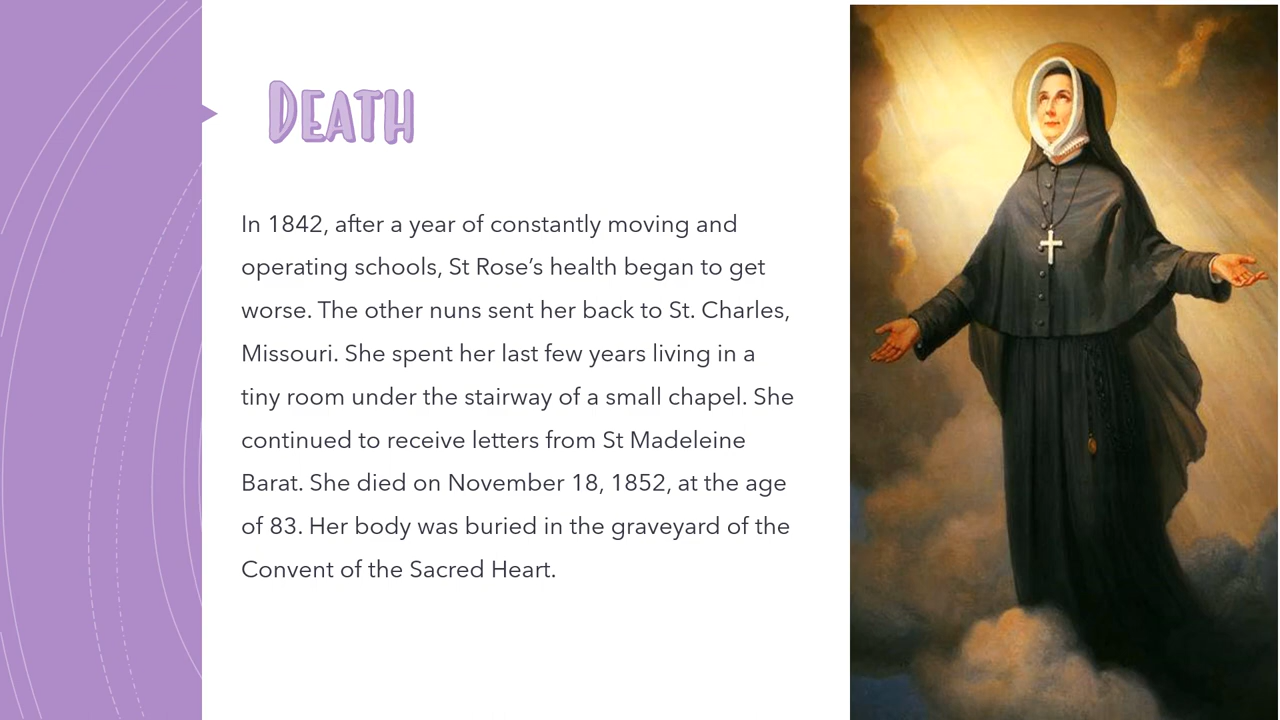 Death
In 1842, after a year of constantly moving and
operating schools, St Rose’s health began to get
worse. The other nuns sent her back to St. Charles,
Missouri. She spent her last few years living in a
tiny room under the stairway of a small chapel. She
continued to receive letters from St Madeleine
Barat. She died on November 18, 1852, at the age
of 83. Her body was buried in the graveyard of the
Convent of the Sacred Heart.